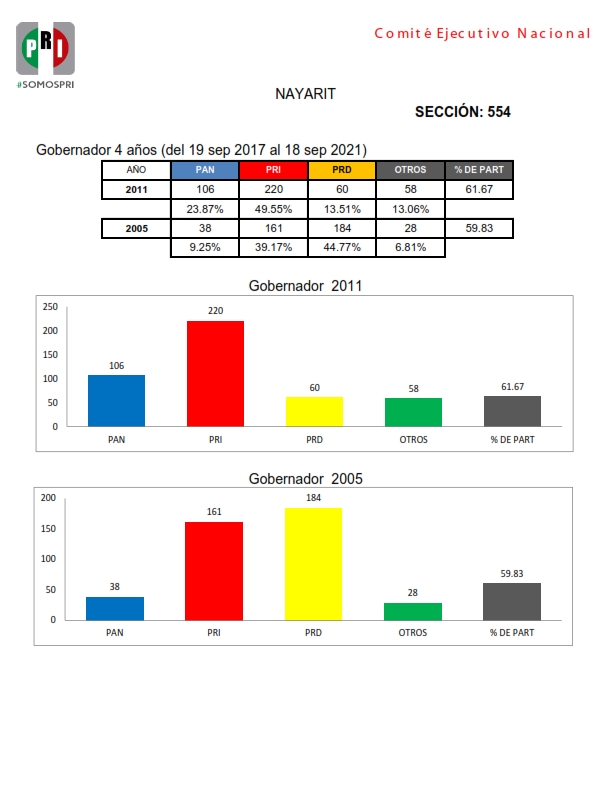 Comité Ejecutivo Nacional
PRI
#SOMOSPRI
NAYARIT
SECCIÓN: 554
Gobernador 4 años (del 19 sep 2017 al 18 sep 2021)
AÑO PAN PRI PRD OTROS % DE PART
2011 106 220 60 58 61.67
23.87% 49.55% 13.51% 13.06%
2005 38 161 184 28 59.83
9.25% 39.17% 44.77% 6.81%
Gobernador 2011
250
200
150
100
50
0
106
220
60
58
61.67
PAN PRI PRD OTROS % DE PART
Gobernador 2005
200
150
100
50
0
38
161
184
28
59.83
PAN PRI PRD OTROS % DE PART